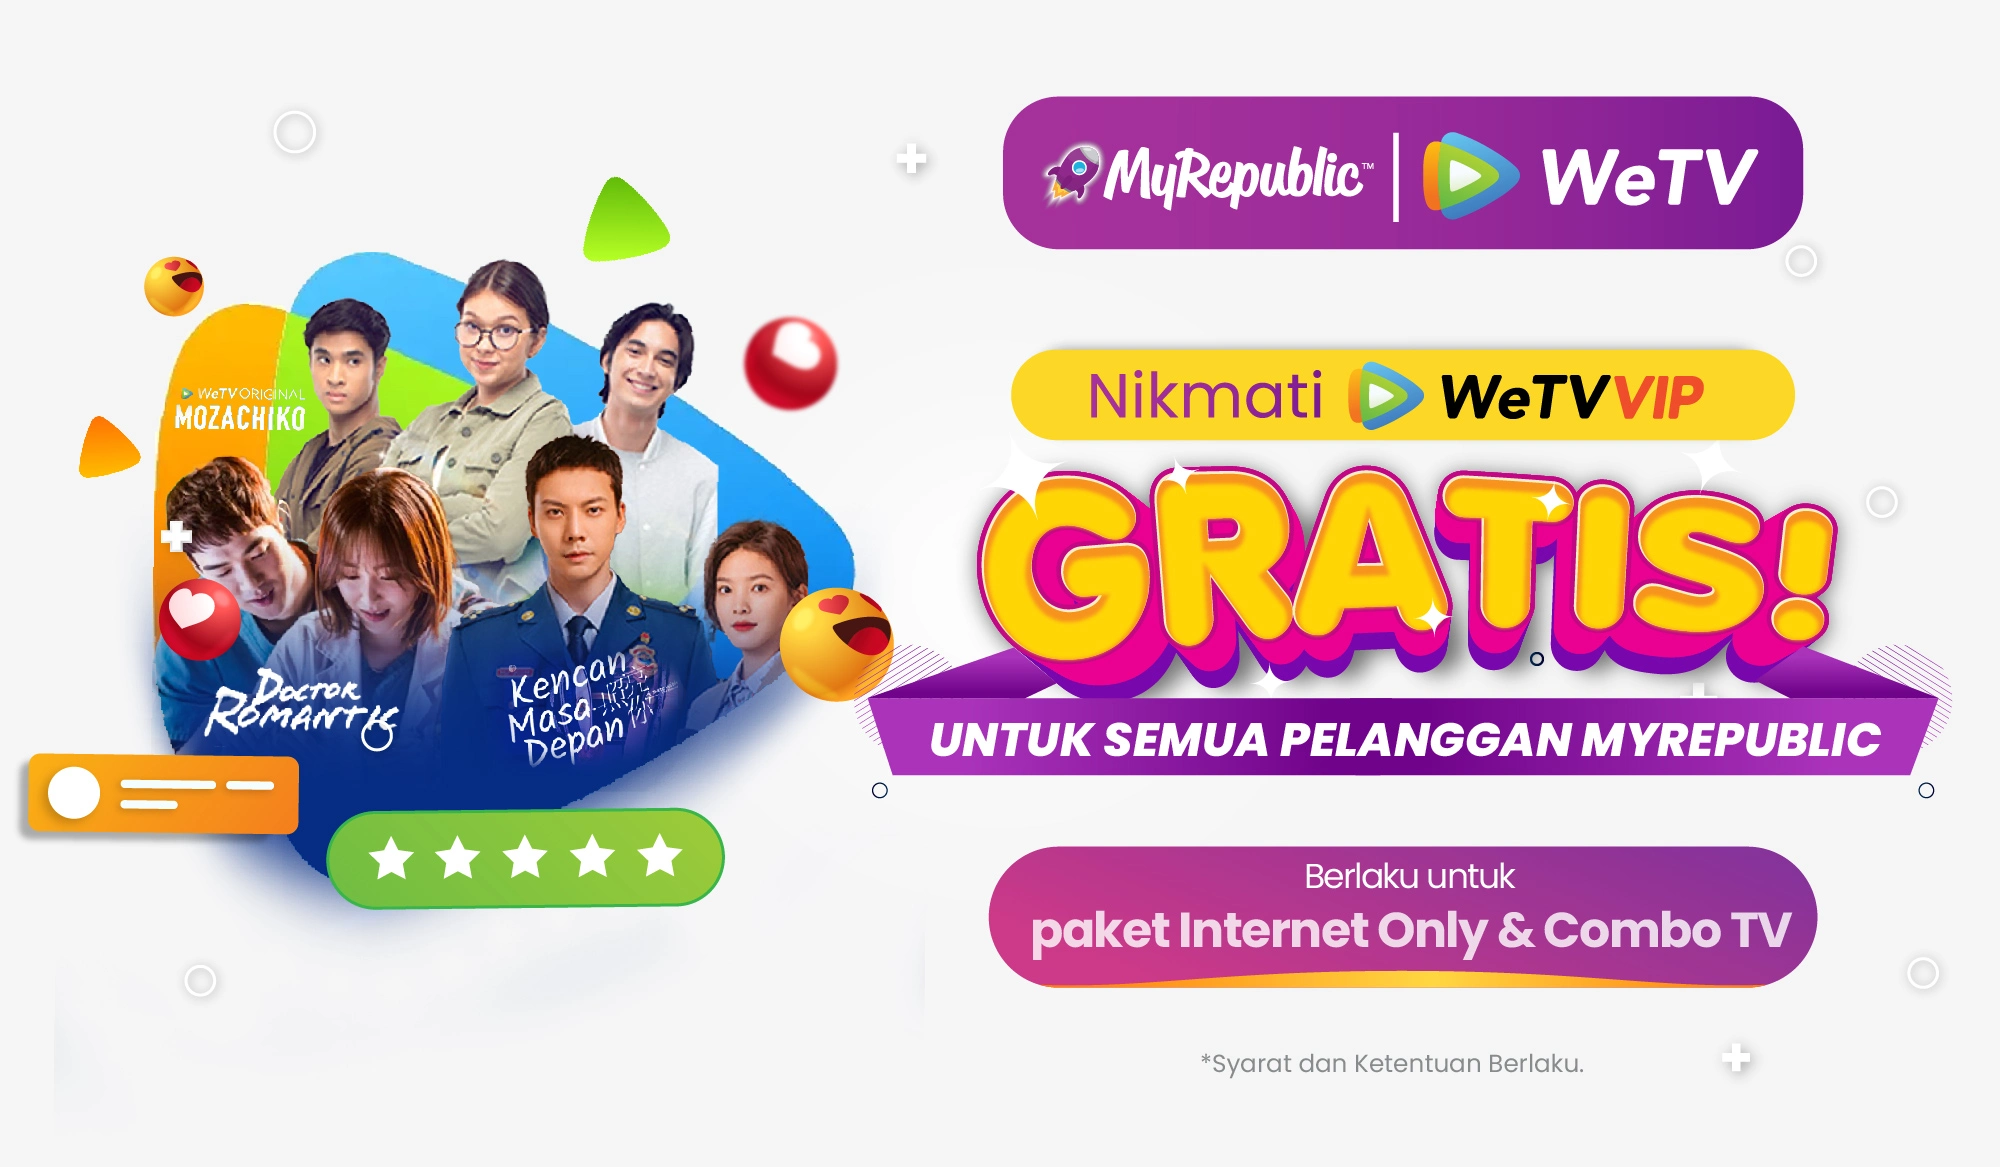 MyRepublic™ | WeTV
Nikmati WeTV VIP
GRATIS!
UNTUK SEMUA PELANGGAN MYREPUBLIC
Berlaku untuk
paket Internet Only & Combo TV
*Syarat dan Ketentuan Berlaku.
WeTV ORIGINAL
MOZACHIKO
DOCTOR
ROMANTIC
Kencan
Masa
Depan